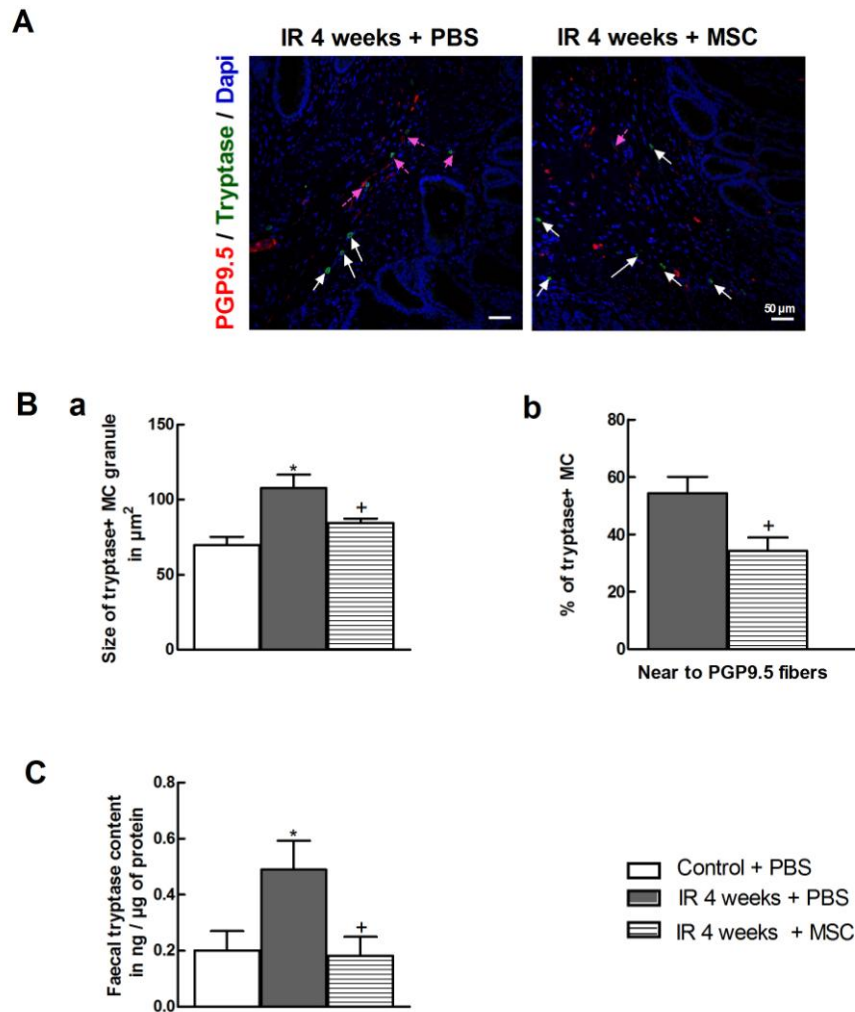 A
IR 4 weeks + PBS
IR 4 weeks + MSC
PGP9.5 / Tryptase / Dapi
50 µm
B
a
Size of tryptase+ MC granule
in µm²
150
100
50
0
*
+
b
% of tryptase+ MC
80
60
40
20
0
+
Near to PGP9.5 fibers
C
Faecal tryptase content
in ng / µg of protein
0.8
0.6
0.4
0.2
0.0
*
+
Control + PBS
IR 4 weeks + PBS
IR 4 weeks + MSC